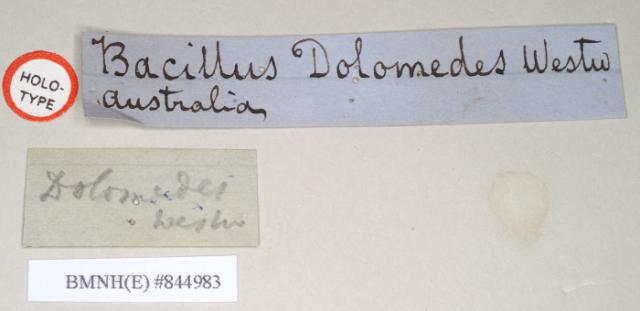 HOLO-
TYPE
Bacillus Dolomedes Westw
Australia
Dolomedes
Westw
BMNH(E) #844983